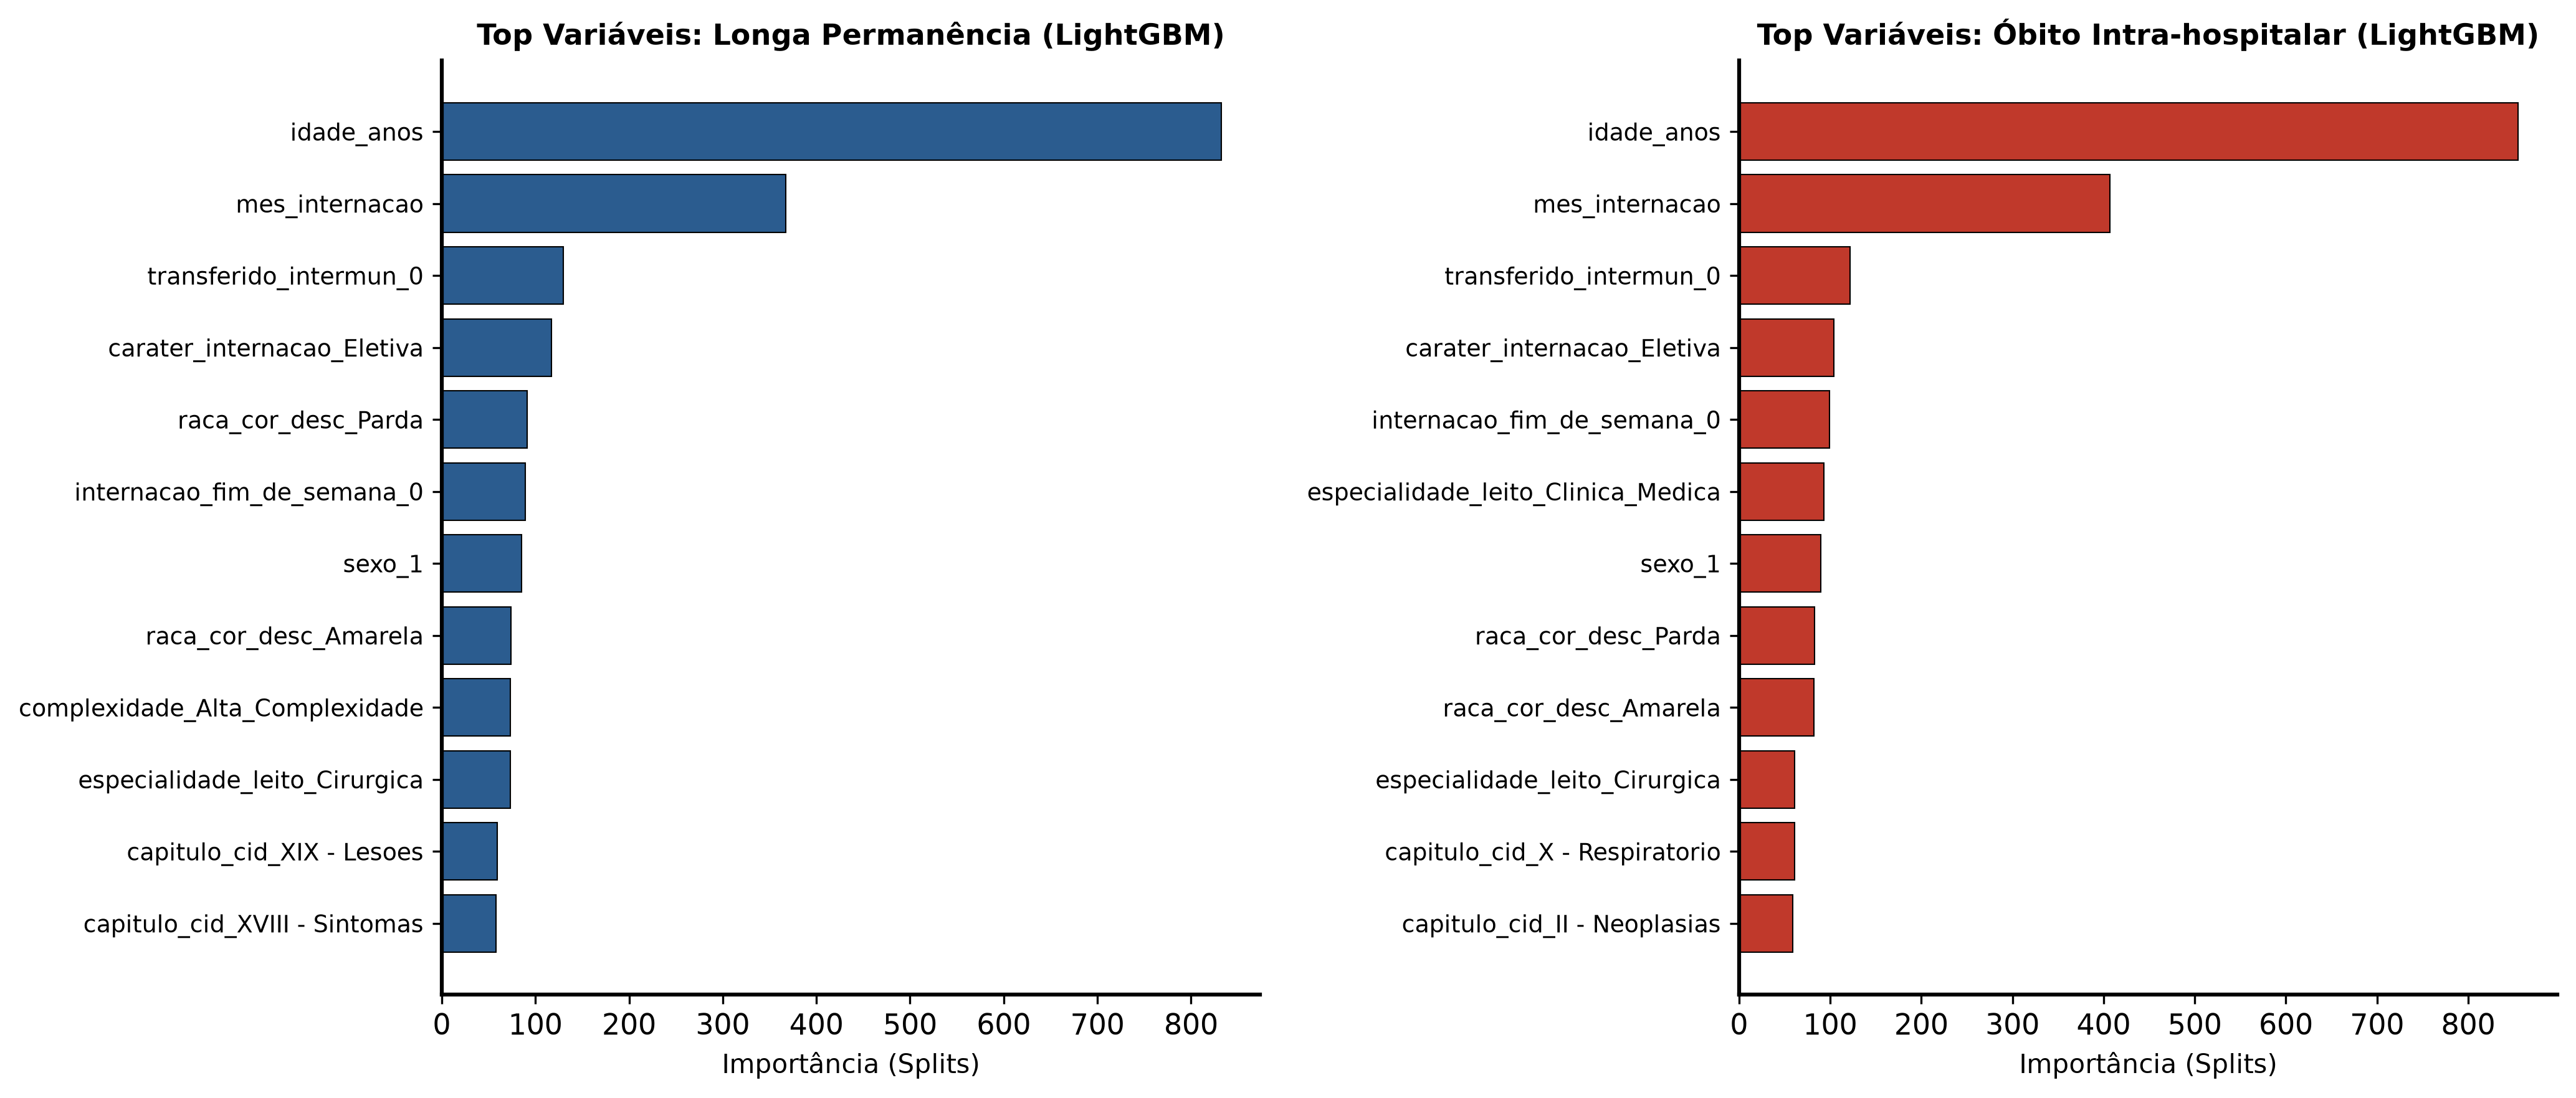 Top Variáveis: Longa Permanência (LightGBM)
idade_anos
mes_internacao
transferido_intermun_0
carater_internacao_Eletiva
raca_cor_desc_Parda
internacao_fim_de_semana_0
sexo_1
raca_cor_desc_Amarela
complexidade_Alta_Complexidade
especialidade_leito_Cirurgica
capitulo_cid_XIX - Lesoes
capitulo_cid_XVIII - Sintomas
0 100 200 300 400 500 600 700 800
Importância (Splits)
Top Variáveis: Óbito Intra-hospitalar (LightGBM)
idade_anos
mes_internacao
transferido_intermun_0
carater_internacao_Eletiva
internacao_fim_de_semana_0
especialidade_leito_Clinica_Medica
sexo_1
raca_cor_desc_Parda
raca_cor_desc_Amarela
especialidade_leito_Cirurgica
capitulo_cid_X - Respiratorio
capitulo_cid_II - Neoplasias
0 100 200 300 400 500 600 700 800
Importância (Splits)